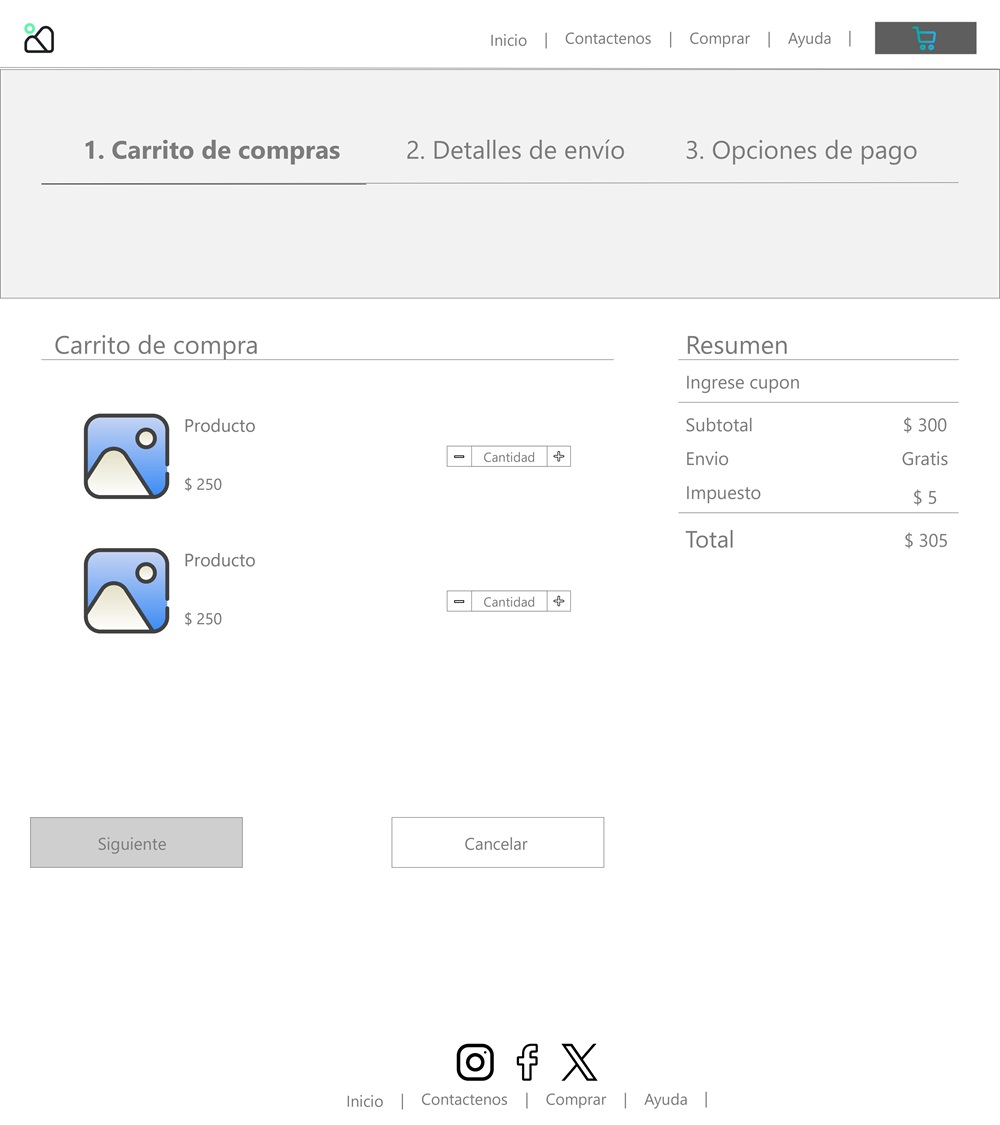 Inicio | Contactenos | Comprar | Ayuda |
1. Carrito de compras 2. Detalles de envío 3. Opciones de pago
Carrito de compra
Producto
$ 250
Cantidad
Producto
$ 250
Cantidad
Resumen
Ingrese cupon
Subtotal $ 300
Envio Gratis
Impuesto $ 5
Total $ 305
Siguiente Cancelar
Inicio | Contactenos | Comprar | Ayuda |